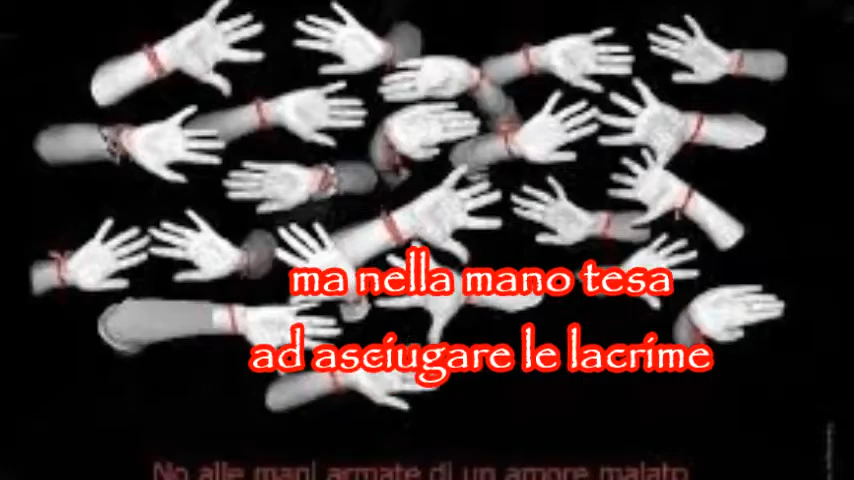 ma nella mano tesa
ad asciugare le lacrime
No alle mani armate di un amore malato